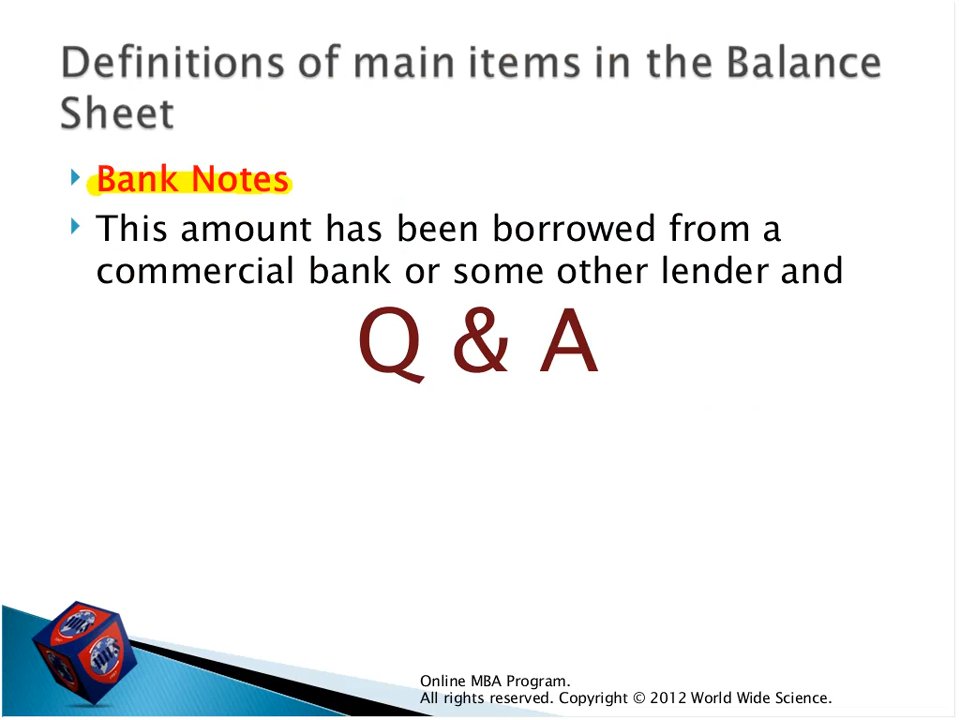 Definitions of main items in the Balance
Sheet
Bank Notes
This amount has been borrowed from a
commercial bank or some other lender and
Q & A
Online MBA Program.
All rights reserved. Copyright © 2012 World Wide Science.